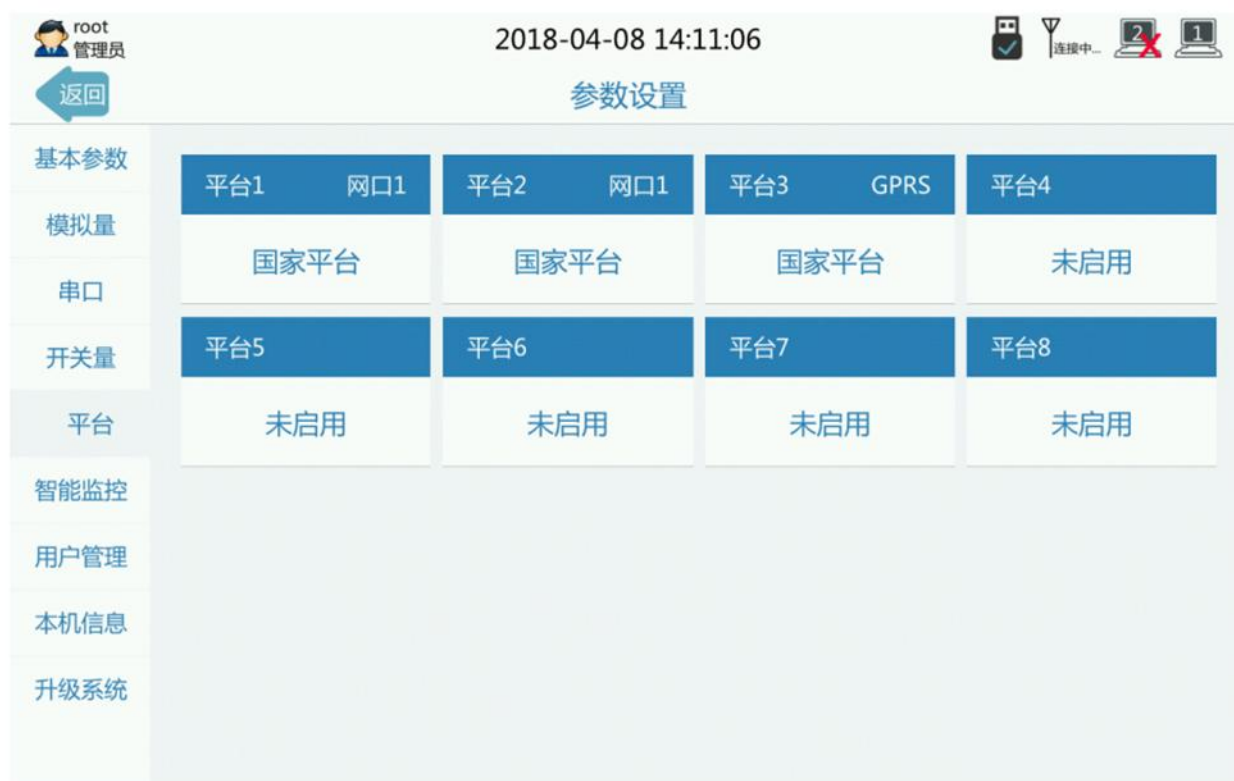 root
管理员
2018-04-08 14:11:06
连接中...
2
1
返回
参数设置
基本参数
模拟量
串口
开关量
平台
智能监控
用户管理
本机信息
升级系统
平台1 网口1
国家平台
平台2 网口1
国家平台
平台3 GPRS
国家平台
平台4
未启用
平台5
未启用
平台6
未启用
平台7
未启用
平台8
未启用